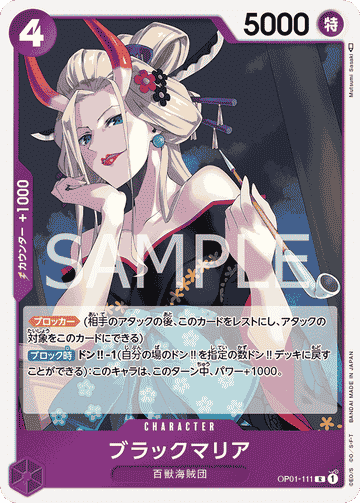 4
5000
特
Mutsumi Sasaki
カウンター +1000
SAMPLE
ブロッカー (相手のアタックの後、このカードをレストにし、アタックの
対象をこのカードにできる)
ブロック時 ドン!!-1(自分の場のドン!!を指定の数ドン!!デッキに戻す
ことができる):このキャラは、このターン中、パワー+1000。
CHARACTER
ブラックマリア
百獣海賊団
OP01-111 C 1
©E.O./S. ©E.O./S・F・T BANDAI MADE IN JAPAN